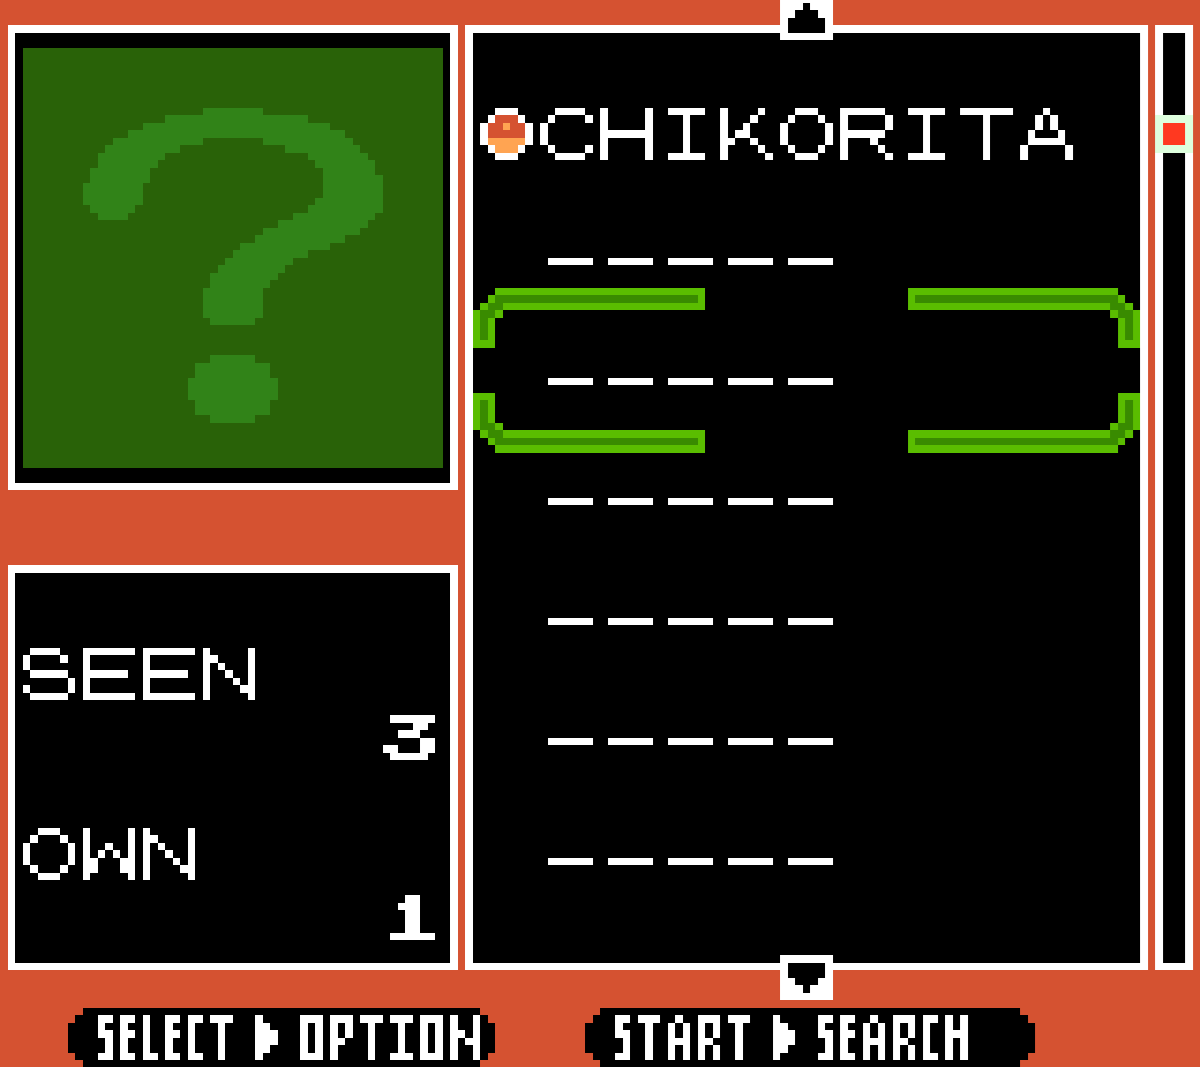 CHIKORITA
-----
-----
-----
-----
-----
-----
SEEN
3
OWN
1
SELECT ▶ OPTION
START ▶ SEARCH